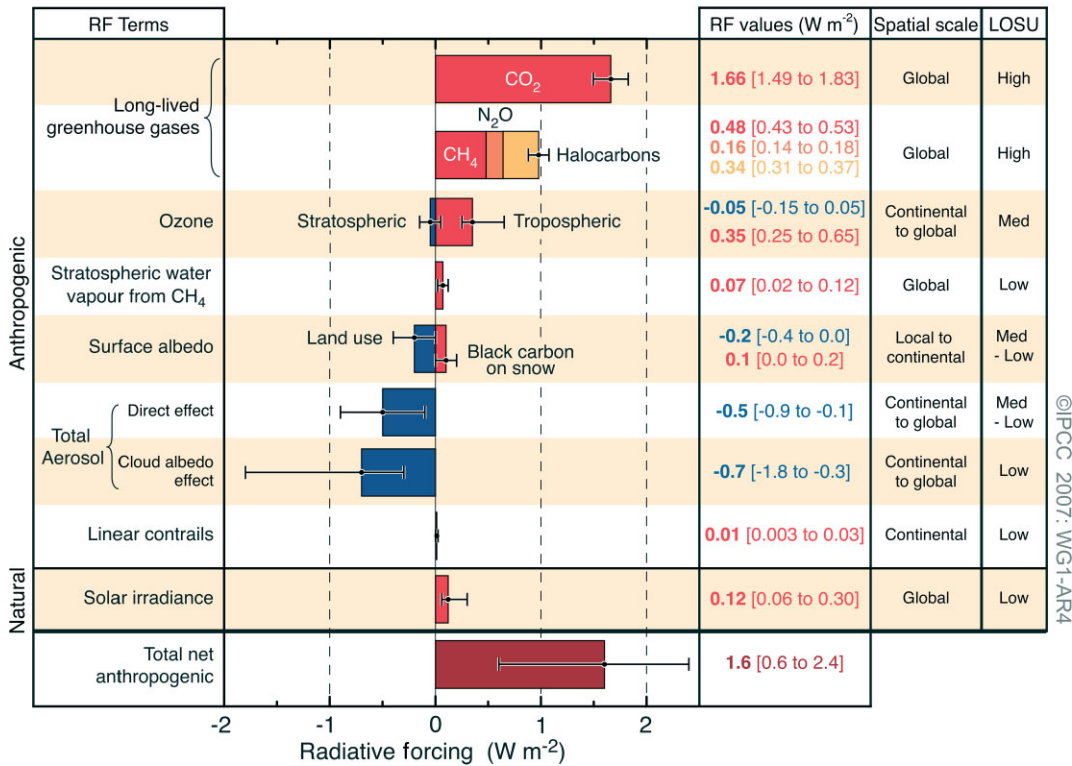 RF Terms
RF values (W m⁻²)
Spatial scale
LOSU
Anthropogenic
Long-lived
greenhouse gases
CO₂
1.66 [1.49 to 1.83]
Global
High
N₂O
CH₄
Halocarbons
0.48 [0.43 to 0.53]
0.16 [0.14 to 0.18]
0.34 [0.31 to 0.37]
Global
High
Ozone
Stratospheric
Tropospheric
-0.05 [-0.15 to 0.05]
0.35 [0.25 to 0.65]
Continental
to global
Med
Stratospheric water
vapour from CH₄
0.07 [0.02 to 0.12]
Global
Low
Surface albedo
Land use
Black carbon
on snow
-0.2 [-0.4 to 0.0]
0.1 [0.0 to 0.2]
Local to
continental
Med
- Low
Total
Aerosol
Direct effect
-0.5 [-0.9 to -0.1]
Continental
to global
Med
- Low
Cloud albedo
effect
-0.7 [-1.8 to -0.3]
Continental
to global
Low
Linear contrails
0.01 [0.003 to 0.03]
Continental
Low
Natural
Solar irradiance
0.12 [0.06 to 0.30]
Global
Low
Total net
anthropogenic
1.6 [0.6 to 2.4]
-2
-1
0
1
2
Radiative forcing (W m⁻²)
©IPCC 2007: WG1-AR4